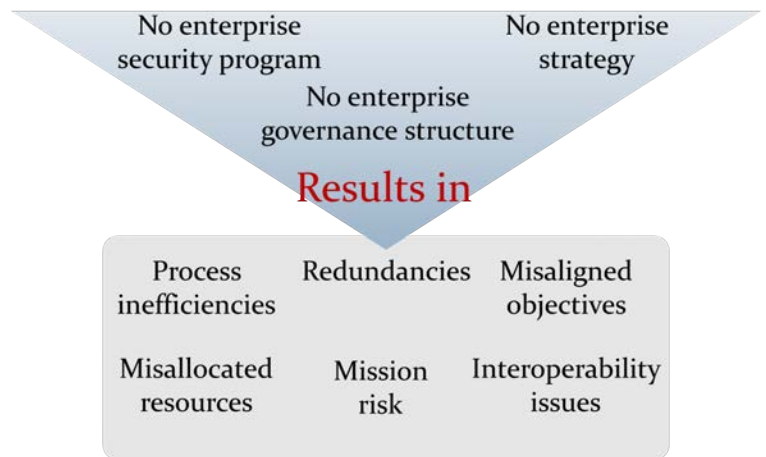 No enterprise
security program
No enterprise
strategy
No enterprise
governance structure
Results in
Process
inefficiencies
Redundancies
Misaligned
objectives
Misallocated
resources
Mission
risk
Interoperability
issues